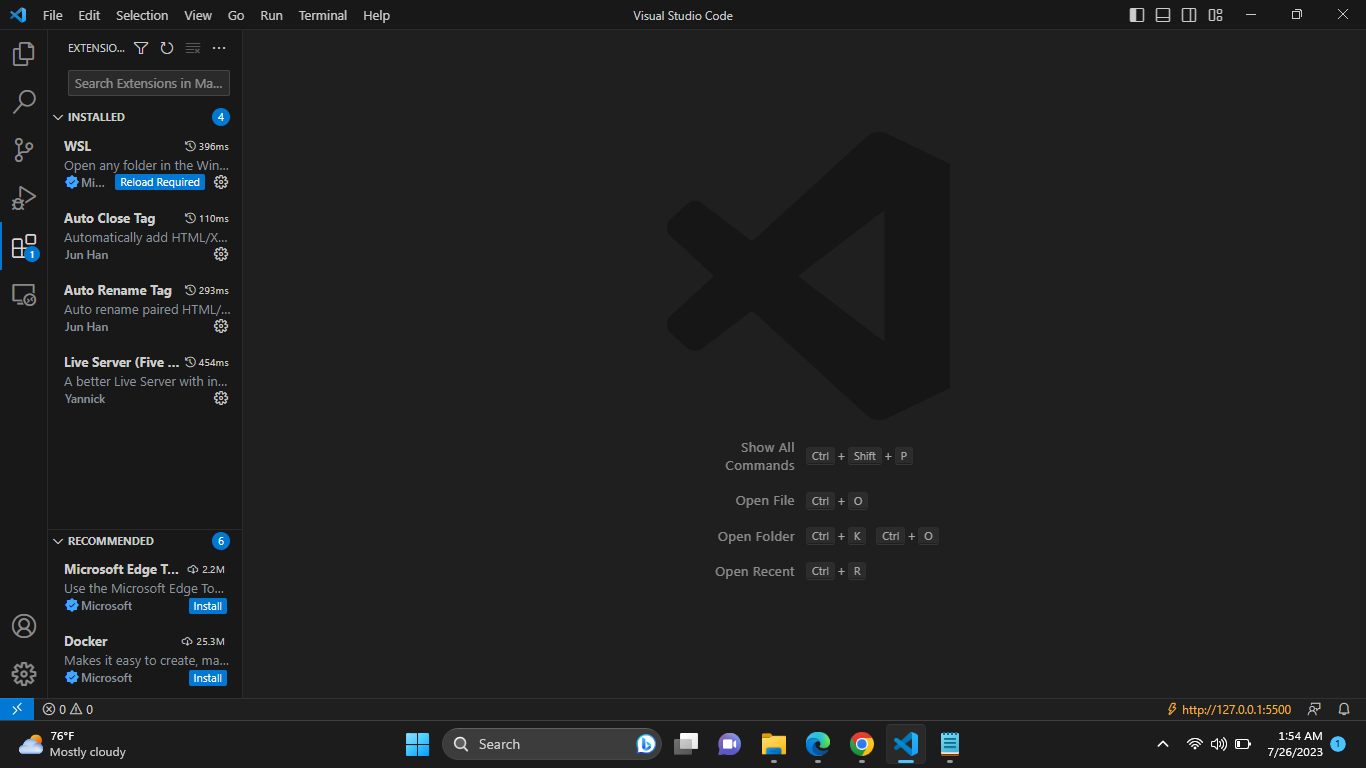 File Edit Selection View Go Run Terminal Help
Visual Studio Code
EXTENSIO...
Search Extensions in Ma...
INSTALLED 4
WSL 396ms
Open any folder in the Win...
Mi... Reload Required
Auto Close Tag 110ms
Automatically add HTML/X...
Jun Han
1
Auto Rename Tag 293ms
Auto rename paired HTML/...
Jun Han
Live Server (Five ... 454ms
A better Live Server with in...
Yannick
Show All
Commands Ctrl + Shift + P
Open File Ctrl + O
Open Folder Ctrl + K Ctrl + O
Open Recent Ctrl + R
RECOMMENDED 6
Microsoft Edge T... 2.2M
Use the Microsoft Edge To...
Microsoft Install
Docker 25.3M
Makes it easy to create, ma...
Microsoft Install
0 0
http://127.0.0.1:5500
76°F
Mostly cloudy
Search
1:54 AM
7/26/2023
1